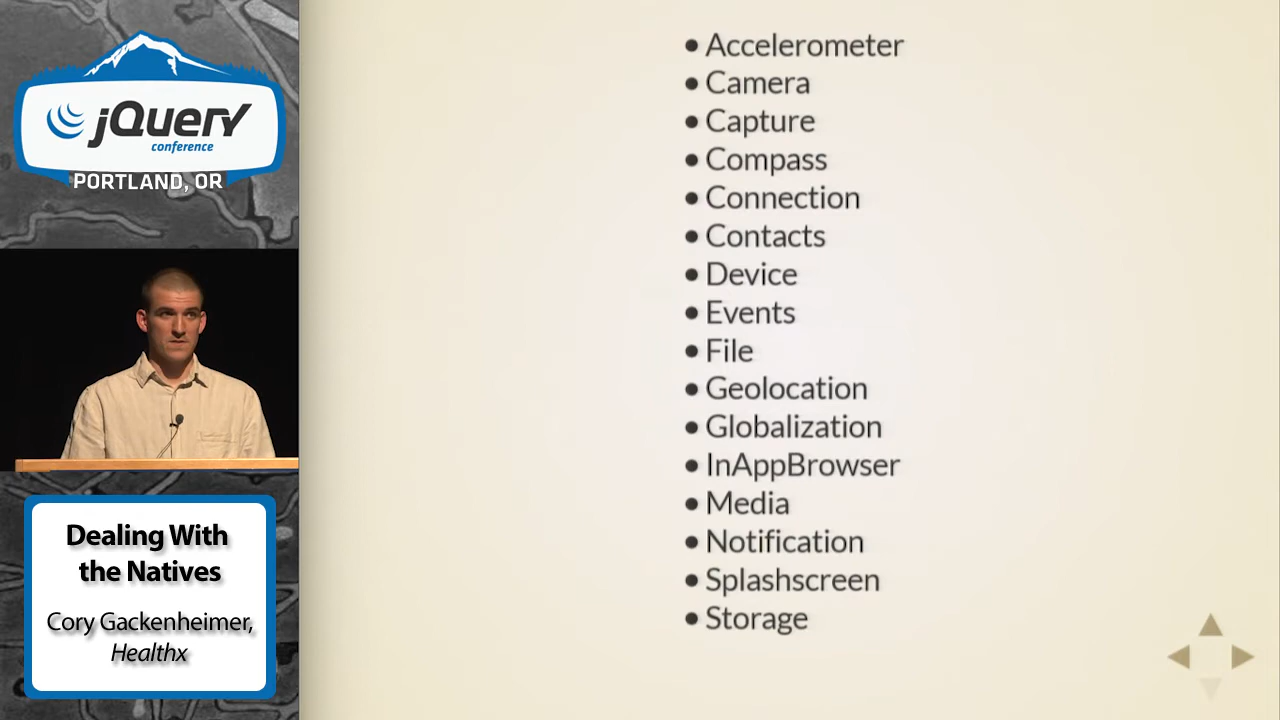 jQuery
conference
PORTLAND, OR
Dealing With
the Natives
Cory Gackenheimer,
Healthx
• Accelerometer
• Camera
• Capture
• Compass
• Connection
• Contacts
• Device
• Events
• File
• Geolocation
• Globalization
• InAppBrowser
• Media
• Notification
• Splashscreen
• Storage